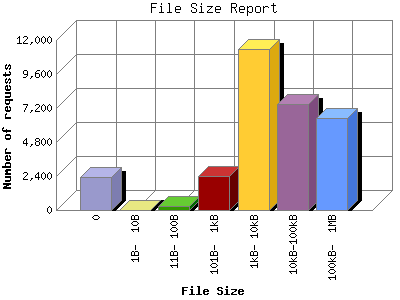 File Size Report
Number of requests
12,000
9,600
7,200
4,800
2,400
0
0
1B- 10B
11B- 100B
101B- 1kB
1kB- 10kB
10kB-100kB
100kB- 1MB
File Size